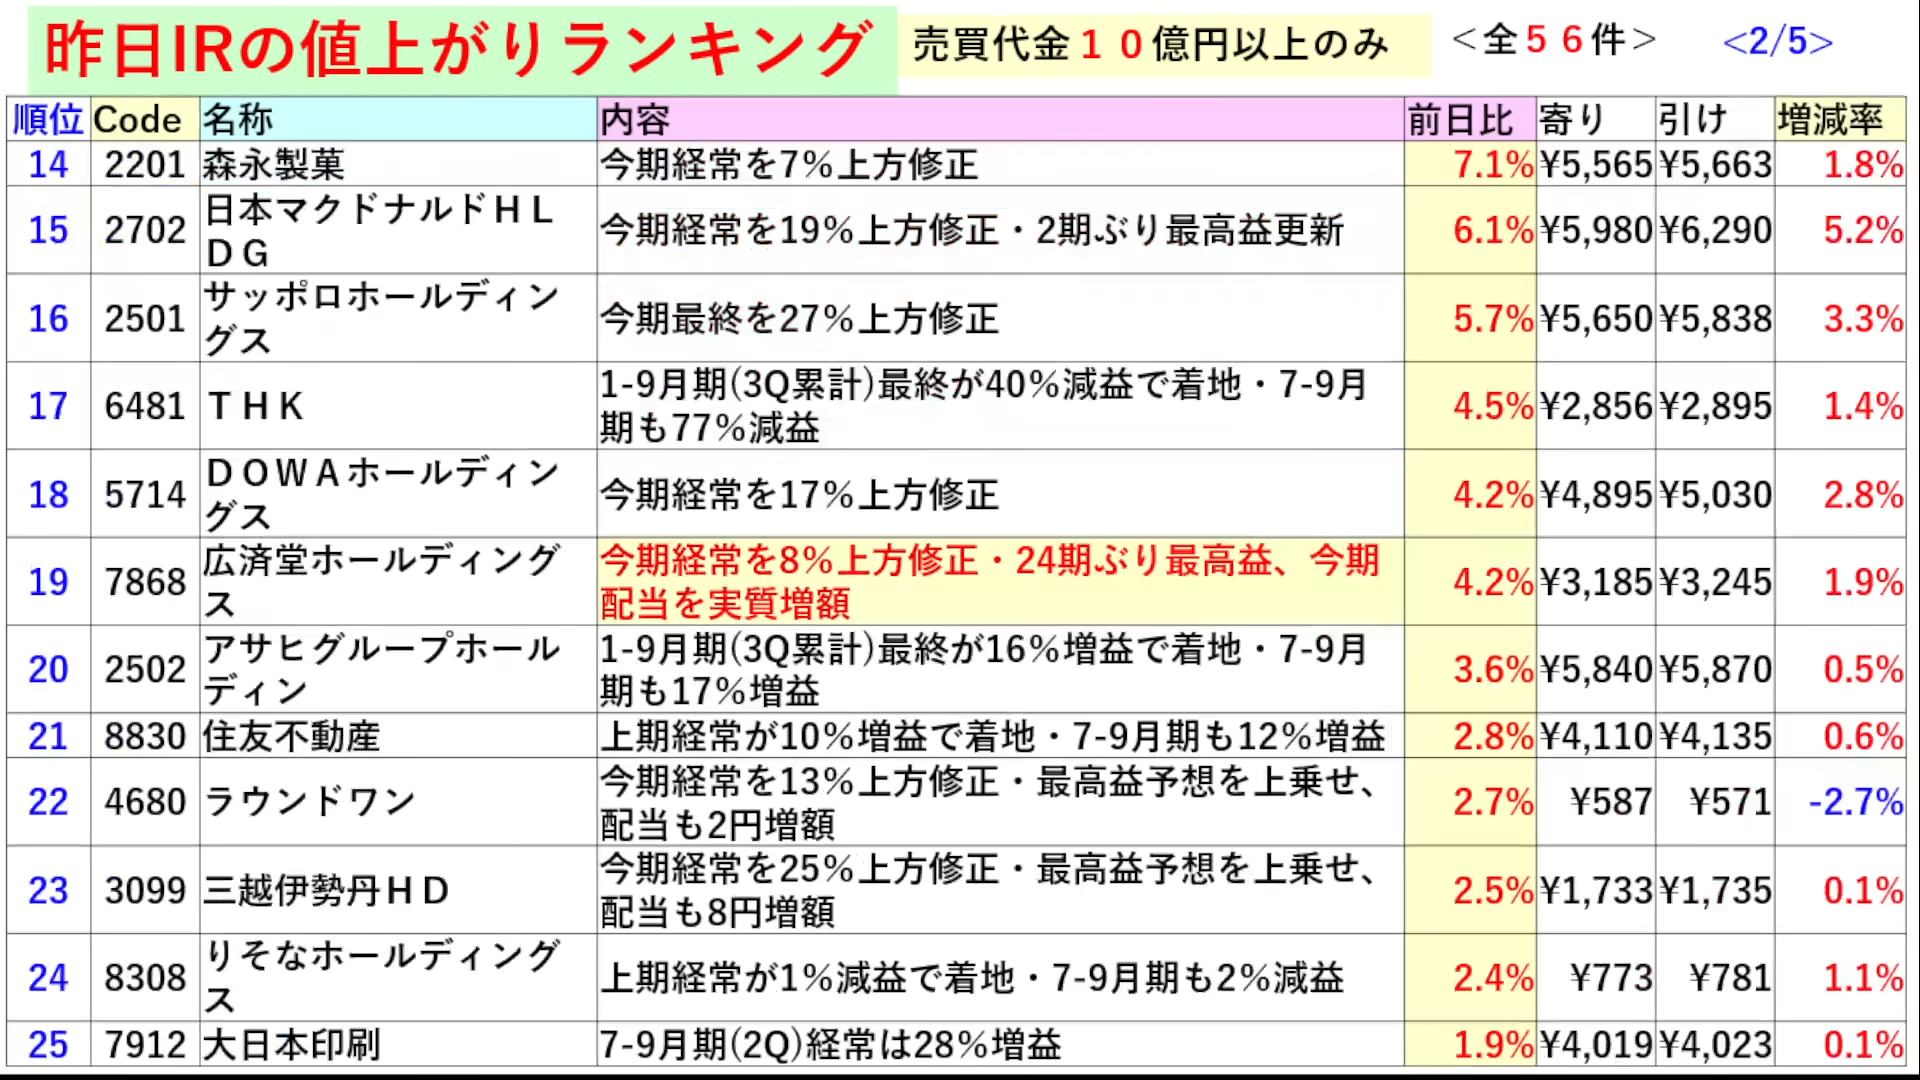 昨日IRの値上がりランキング 売買代金１０億円以上のみ ＜全５６件＞ <2/5>
順位 Code 名称 内容 前日比 寄り 引け 増減率
14 2201 森永製菓 今期経常を7%上方修正 7.1% ¥5,565 ¥5,663 1.8%
15 2702 日本マクドナルドＨＬ
ＤＧ 今期経常を19%上方修正・2期ぶり最高益更新 6.1% ¥5,980 ¥6,290 5.2%
16 2501 サッポロホールディン
グス 今期最終を27%上方修正 5.7% ¥5,650 ¥5,838 3.3%
17 6481 ＴＨＫ 1-9月期(3Q累計)最終が40%減益で着地・7-9月
期も77%減益 4.5% ¥2,856 ¥2,895 1.4%
18 5714 ＤＯＷＡホールディン
グス 今期経常を17%上方修正 4.2% ¥4,895 ¥5,030 2.8%
19 7868 広済堂ホールディング
ス 今期経常を8%上方修正・24期ぶり最高益、今期
配当を実質増額 4.2% ¥3,185 ¥3,245 1.9%
20 2502 アサヒグループホール
ディン 1-9月期(3Q累計)最終が16%増益で着地・7-9月
期も17%増益 3.6% ¥5,840 ¥5,870 0.5%
21 8830 住友不動産 上期経常が10%増益で着地・7-9月期も12%増益 2.8% ¥4,110 ¥4,135 0.6%
22 4680 ラウンドワン 今期経常を13%上方修正・最高益予想を上乗せ、
配当も2円増額 2.7% ¥587 ¥571 -2.7%
23 3099 三越伊勢丹ＨＤ 今期経常を25%上方修正・最高益予想を上乗せ、
配当も8円増額 2.5% ¥1,733 ¥1,735 0.1%
24 8308 りそなホールディング
ス 上期経常が1%減益で着地・7-9月期も2%減益 2.4% ¥773 ¥781 1.1%
25 7912 大日本印刷 7-9月期(2Q)経常は28%増益 1.9% ¥4,019 ¥4,023 0.1%